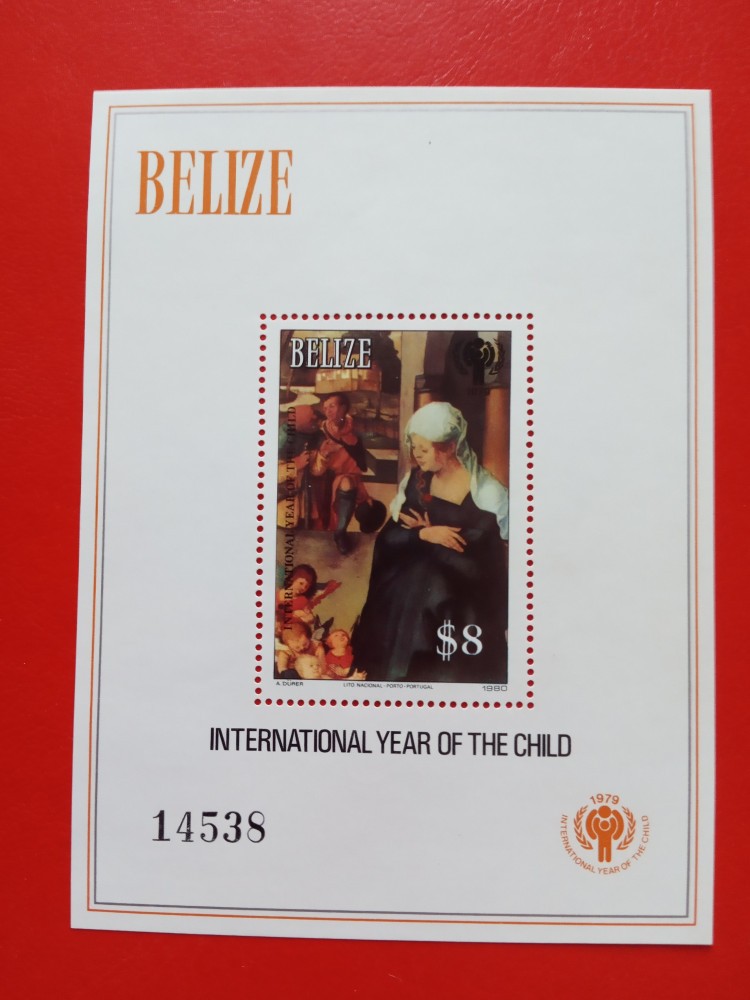 BELIZE
BELIZE
INTERNATIONAL YEAR OF THE CHILD
$8
A. DURER
LITO NACIONAL - PORTO - PORTUGAL
1980
INTERNATIONAL YEAR OF THE CHILD
14538
1979
INTERNATIONAL YEAR OF THE CHILD